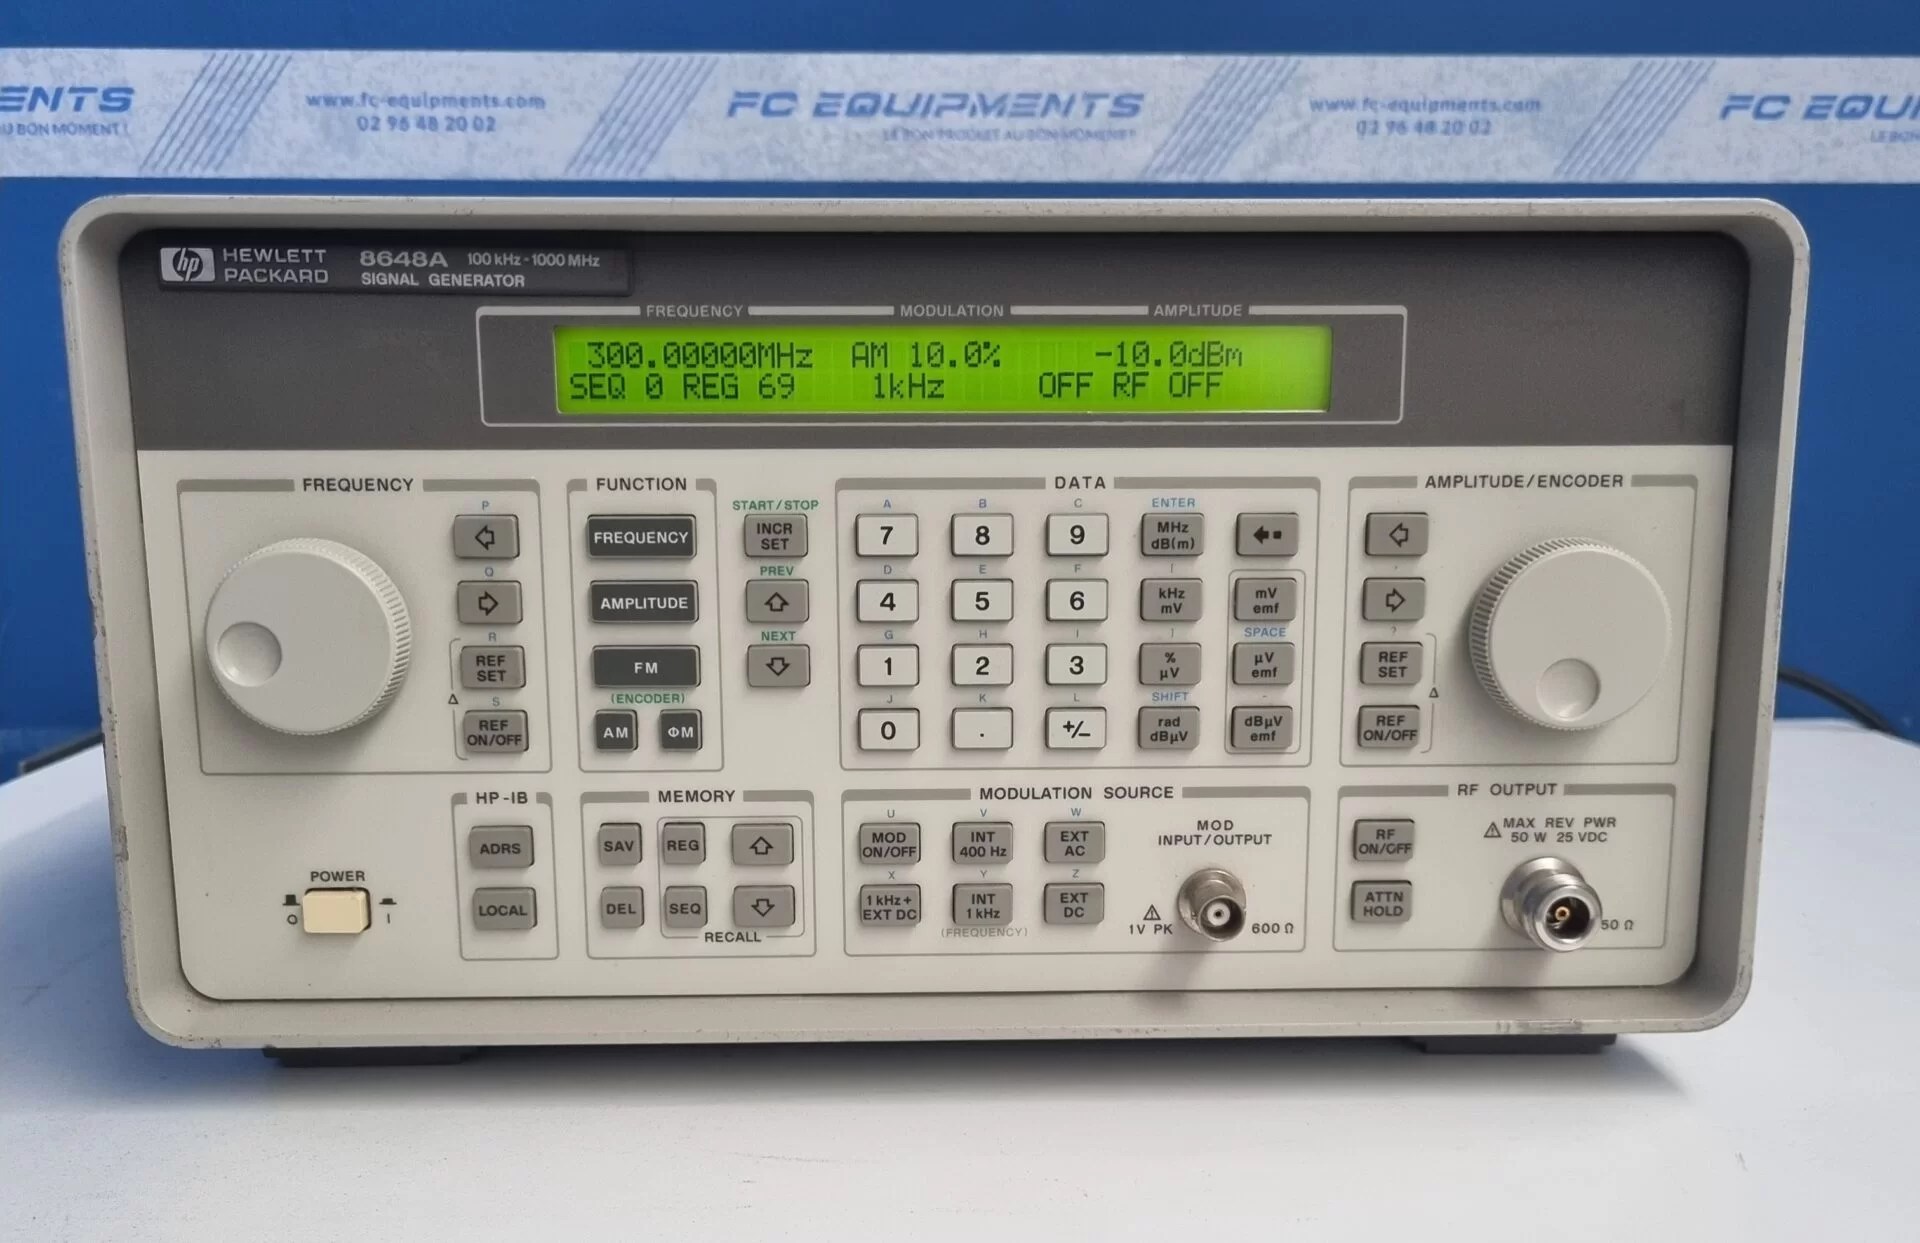 ENTS
U BON MOMENT !
www.fc-equipments.com
02 96 48 20 02
FC EQUIPMENTS
LE BON PRODUIT AU BON MOMENT !
www.fc-equipments.com
02 96 48 20 02
FC EQUI
LE BON
hp HEWLETT PACKARD
8648A 100 kHz - 1000 MHz
SIGNAL GENERATOR
FREQUENCY MODULATION AMPLITUDE
300.00000MHz AM 10.0% -10.0dBm
SEQ 0 REG 69 1kHz OFF RF OFF
FREQUENCY
P
Q
R
REF SET
Δ
S
REF ON/OFF
FUNCTION
FREQUENCY
AMPLITUDE
FM
(ENCODER)
AM ΦM
START/STOP
INCR SET
PREV
NEXT
DATA
A B C ENTER
7 8 9 MHz dB(m)
D E F
4 5 6 kHz mV mV emf
G H I SPACE
1 2 3 % µV µV emf
J K L SHIFT -
0 . +/- rad dBµV dBµV emf
AMPLITUDE/ENCODER
?
REF SET
Δ
REF ON/OFF
POWER
O I
HP-IB
ADRS
LOCAL
MEMORY
SAV REG
DEL SEQ
RECALL
MODULATION SOURCE
U V W
MOD ON/OFF INT 400 Hz EXT AC
X Y Z
1 kHz + EXT DC INT 1 kHz EXT DC
(FREQUENCY)
MOD INPUT/OUTPUT
1V PK 600 Ω
RF OUTPUT
RF ON/OFF
ATTN HOLD
MAX REV PWR
50 W 25 VDC
50 Ω